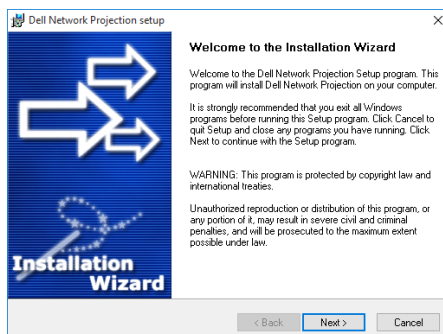 Dell Network Projection setup
Welcome to the Installation Wizard
Welcome to the Dell Network Projection Setup program. This
program will install Dell Network Projection on your computer.
It is strongly recommended that you exit all Windows
programs before running this Setup program. Click Cancel to
quit Setup and close any programs you have running. Click
Next to continue with the Setup program.
WARNING: This program is protected by copyright law and
international treaties.
Unauthorized reproduction or distribution of this program, or
any portion of it, may result in severe civil and criminal
penalties, and will be prosecuted to the maximum extent
possible under law.
Installation
Wizard
< Back Next > Cancel